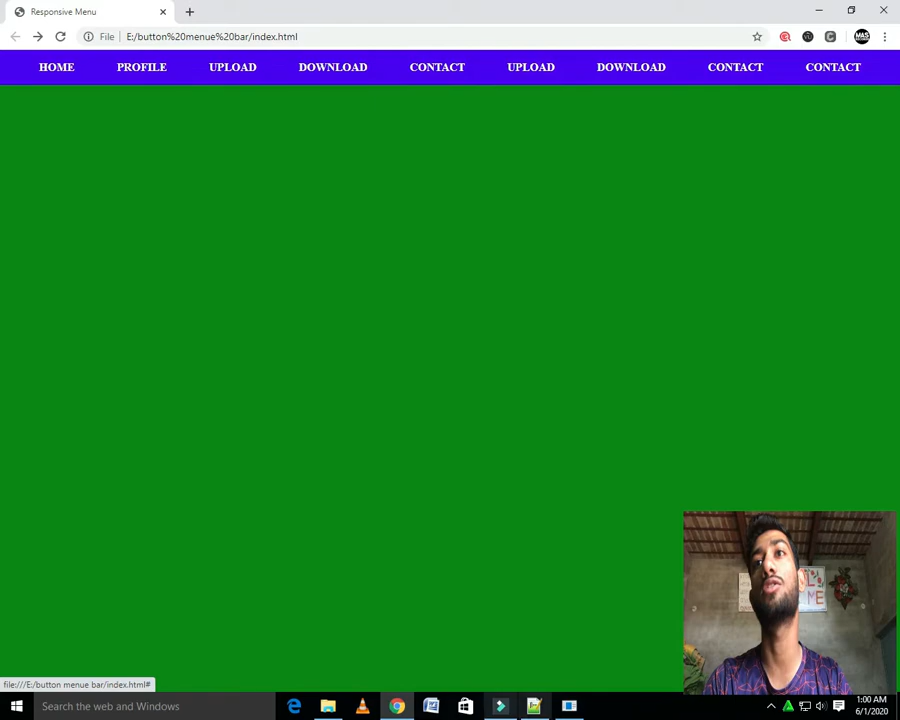 Responsive Menu
File
E:/button%20menue%20bar/index.html
HOME PROFILE UPLOAD DOWNLOAD CONTACT UPLOAD DOWNLOAD CONTACT CONTACT
file:///E:/button menue bar/index.html#
Search the web and Windows
1:00 AM
6/1/2020